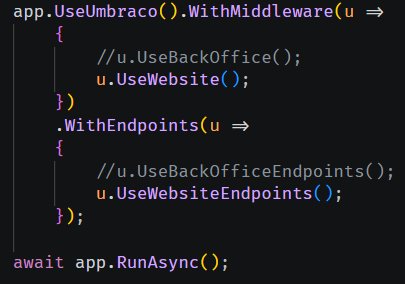 app.UseUmbraco().WithMiddleware(u =>
{
//u.UseBackOffice();
u.UseWebsite();
})
.WithEndpoints(u =>
{
//u.UseBackOfficeEndpoints();
u.UseWebsiteEndpoints();
});
await app.RunAsync();